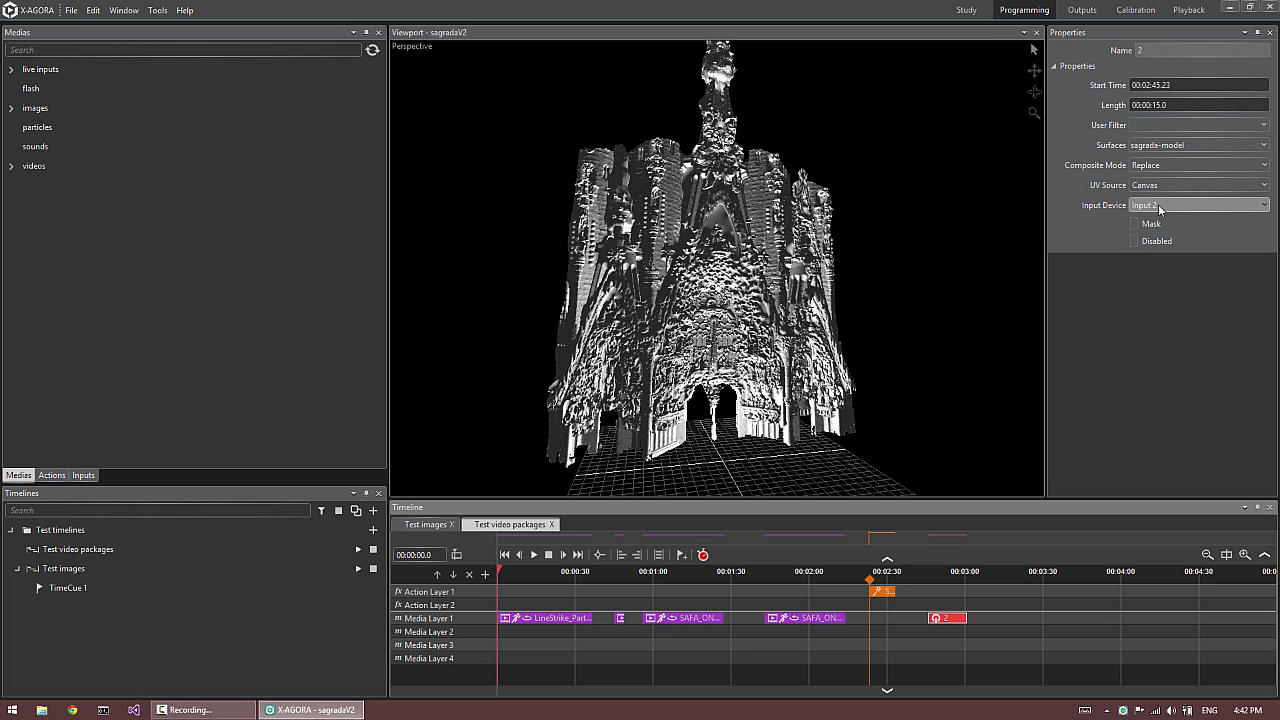 X-AGORA File Edit Window Tools Help Study Programming Outputs Calibration Playback
Medias
Search
live inputs
flash
images
particles
sounds
videos
Medias Actions Inputs
Viewport - sagradaV2
Perspective
Properties
Name 2
Properties
Start Time 00:02:45.23
Length 00:00:15.0
User Filter
Surfaces sagrada-model
Composite Mode Replace
UV Source Canvas
Input Device Input 2
Mask
Disabled
Timelines
Search
Test timelines
Test video packages
Test images
TimeCue 1
Timeline
Test images X Test video packages X
00:00:00.0
00:00:30 00:01:00 00:01:30 00:02:00 00:02:30 00:03:00 00:03:30 00:04:00 00:04:30 00:0
fx Action Layer 1 S...
fx Action Layer 2
m Media Layer 1 LineStrike_Part... E SAFA_ON... SAFA_ON... 2
m Media Layer 2
m Media Layer 3
m Media Layer 4
Recording... X-AGORA - sagradaV2 ENG 4:42 PM